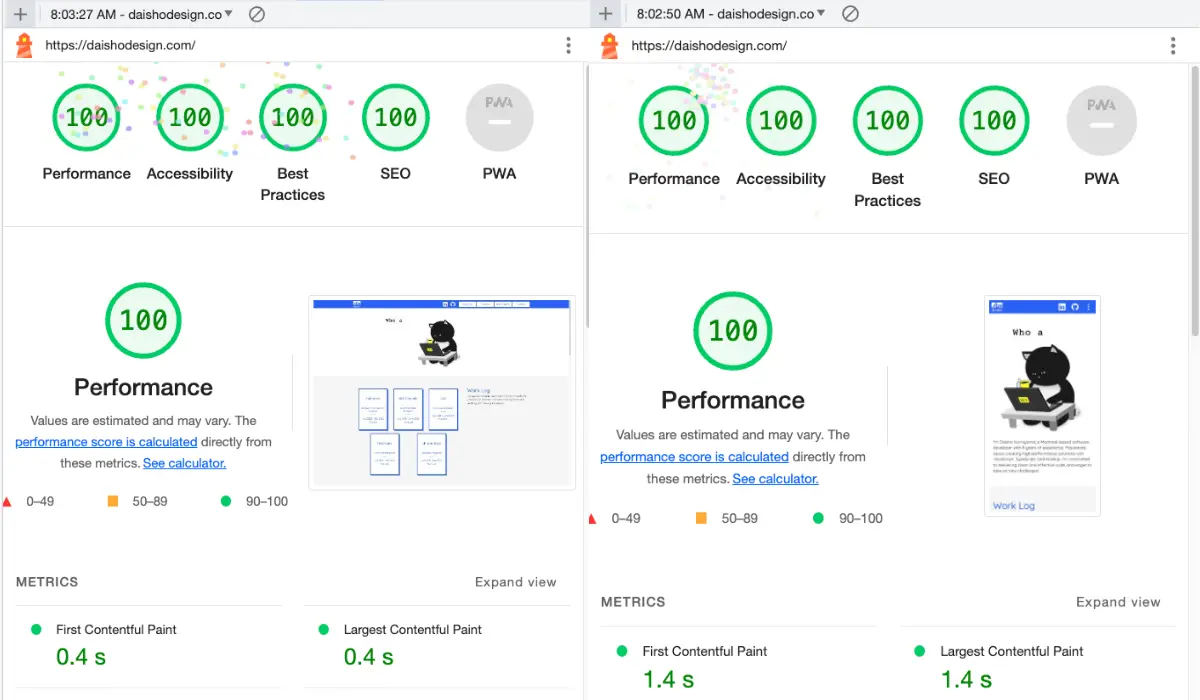 8:03:27 AM - daishodesign.co
https://daishodesign.com/
100
100
100
100
PWA
Performance
Accessibility
Best
Practices
SEO
PWA
100
Performance
Values are estimated and may vary. The
performance score is calculated directly from
these metrics. See calculator.
0–49
50–89
90–100
Who a
Work Log
METRICS
Expand view
First Contentful Paint
0.4 s
Largest Contentful Paint
0.4 s
8:02:50 AM - daishodesign.co
https://daishodesign.com/
100
100
100
100
PWA
Performance
Accessibility
Best
Practices
SEO
PWA
100
Performance
Values are estimated and may vary. The
performance score is calculated directly from
these metrics. See calculator.
0–49
50–89
90–100
Who a
Work Log
METRICS
Expand view
First Contentful Paint
1.4 s
Largest Contentful Paint
1.4 s